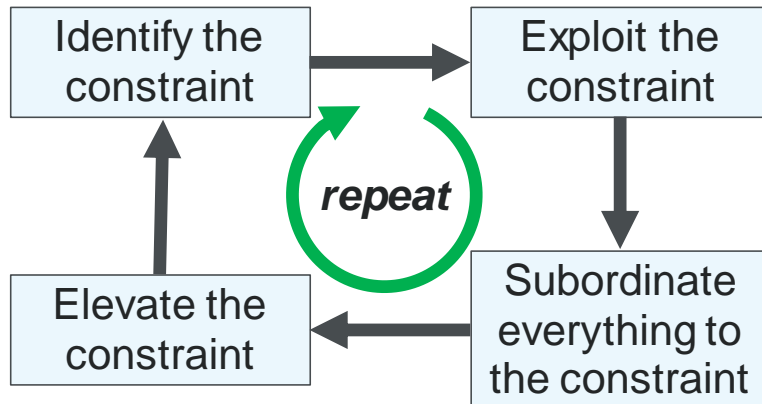 Identify the
constraint
Exploit the
constraint
repeat
Elevate the
constraint
Subordinate
everything to
the constraint